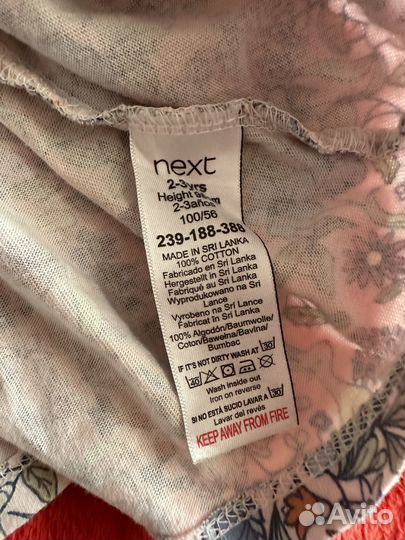 next
2-3yrs
Height 98cm
2-3años
100/56
239-188-388
MADE IN SRI LANKA
100% COTTON
Fabricado en Sri Lanka
Hergestellt in Sri Lanka
Fabriqué au Sri Lanka
Wyprodukowano na Sri
Lance
Vyrobeno na Srí Lance
Fabricat în Sri Lanka
100% Algodón/Baumwolle/
Coton/Bawełna/Bavlna/
Bumbac
IF IT'S NOT DIRTY WASH AT 30
40
Wash inside out
Iron on reverse
SI NO ESTÁ SUCIO LAVAR A 30
Lavar del revés
KEEP AWAY FROM FIRE
Avito